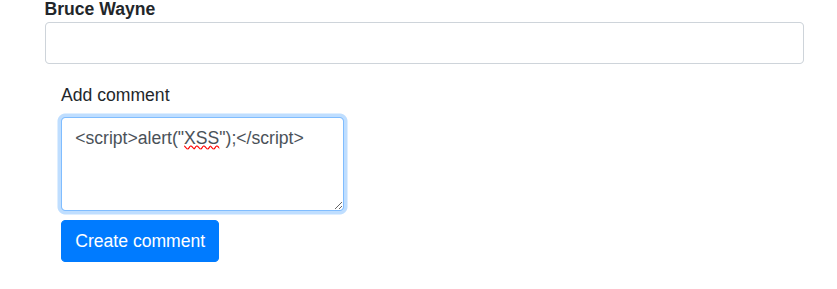 Bruce Wayne
Add comment
<script>alert("XSS");</script>
Create comment